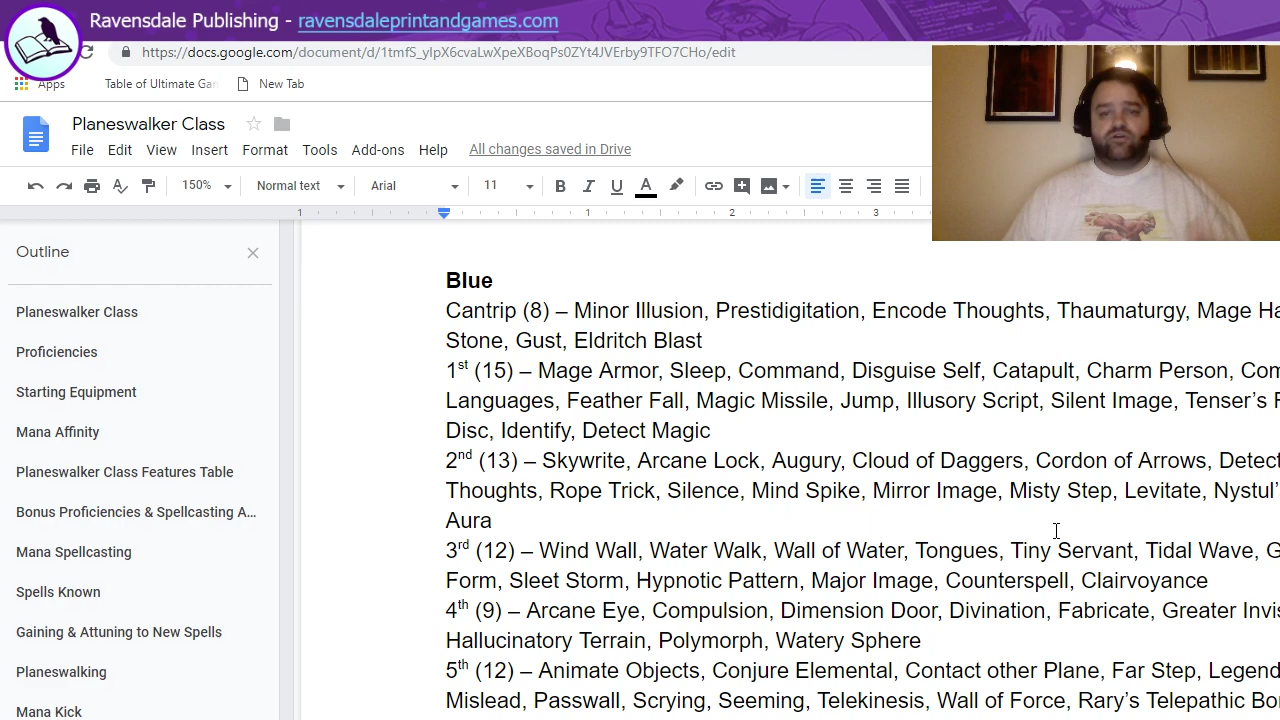 Ravensdale Publishing - ravensdaleprintandgames.com
https://docs.google.com/document/d/1tmfS_ylpX6cvaLwXpeXBoqPs0ZYt4JVErby9TFO7CHo/edit
Apps Table of Ultimate Gan New Tab
Planeswalker Class
File Edit View Insert Format Tools Add-ons Help All changes saved in Drive
150% Normal text Arial 11 B I U A
1 1 2 3
Outline
Planeswalker Class
Proficiencies
Starting Equipment
Mana Affinity
Planeswalker Class Features Table
Bonus Proficiencies & Spellcasting A...
Mana Spellcasting
Spells Known
Gaining & Attuning to New Spells
Planeswalking
Mana Kick
Blue
Cantrip (8) – Minor Illusion, Prestidigitation, Encode Thoughts, Thaumaturgy, Mage Ha
Stone, Gust, Eldritch Blast
1st (15) – Mage Armor, Sleep, Command, Disguise Self, Catapult, Charm Person, Com
Languages, Feather Fall, Magic Missile, Jump, Illusory Script, Silent Image, Tenser’s F
Disc, Identify, Detect Magic
2nd (13) – Skywrite, Arcane Lock, Augury, Cloud of Daggers, Cordon of Arrows, Detect
Thoughts, Rope Trick, Silence, Mind Spike, Mirror Image, Misty Step, Levitate, Nystul’
Aura
3rd (12) – Wind Wall, Water Walk, Wall of Water, Tongues, Tiny Servant, Tidal Wave, G
Form, Sleet Storm, Hypnotic Pattern, Major Image, Counterspell, Clairvoyance
4th (9) – Arcane Eye, Compulsion, Dimension Door, Divination, Fabricate, Greater Invis
Hallucinatory Terrain, Polymorph, Watery Sphere
5th (12) – Animate Objects, Conjure Elemental, Contact other Plane, Far Step, Legend
Mislead, Passwall, Scrying, Seeming, Telekinesis, Wall of Force, Rary’s Telepathic Bo